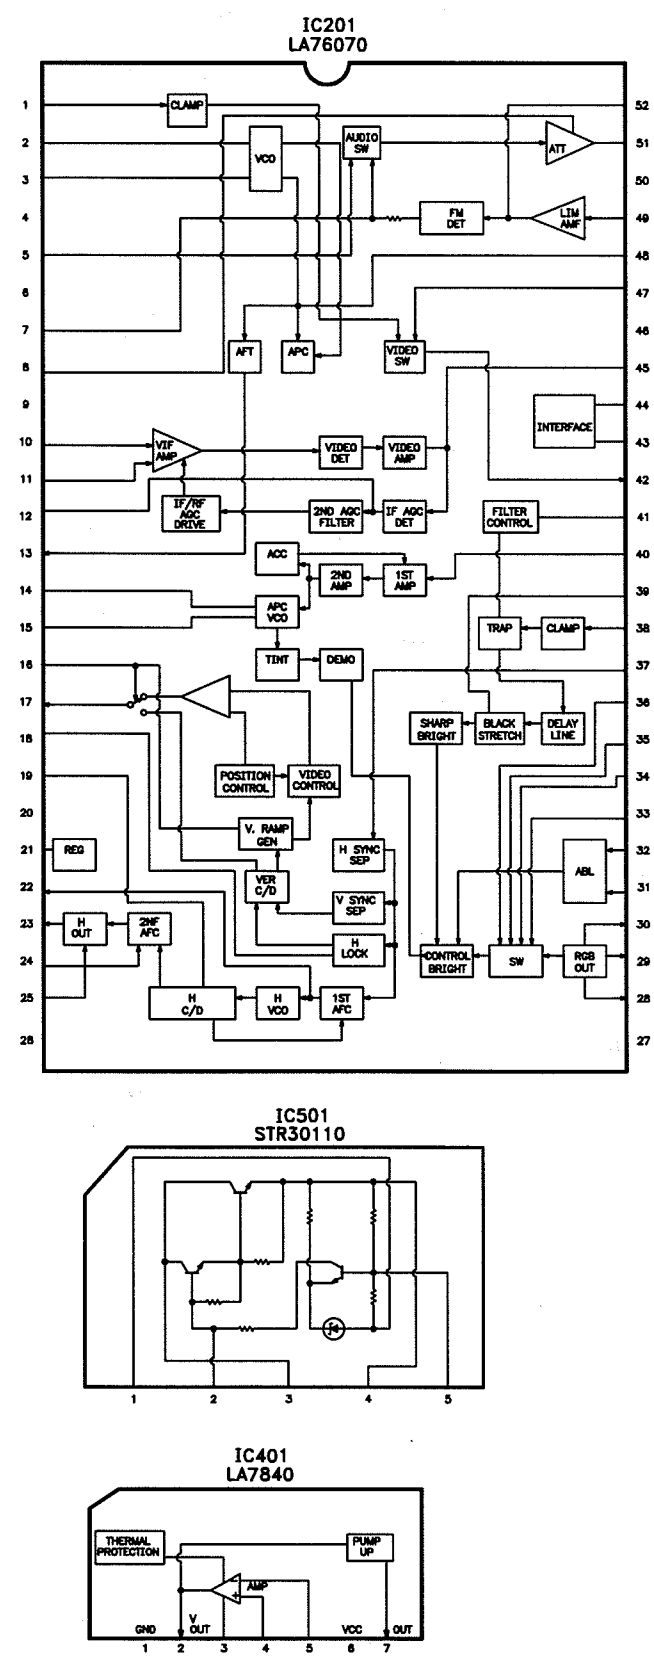 IC201
LA76070
1
CLAMP
52
2
VCO
AUDIO
SW
ATT
51
3
50
4
FM
DET
LIM
AMF
49
5
48
6
47
7
46
AFT
APC
VIDEO
SW
8
45
9
44
INTERFACE
10
VIF
AMP
VIDEO
DET
VIDEO
AMP
43
11
42
12
IF/RF
AGC
DRIVE
2ND AGC
FILTER
IF AGC
DET
FILTER
CONTROL
41
13
ACC
40
2ND
AMP
1ST
AMP
14
39
APC
VCO
15
TRAP
CLAMP
38
16
TINT
DEMO
37
17
36
SHARP
BRIGHT
BLACK
STRETCH
DELAY
LINE
18
35
19
POSITION
CONTROL
VIDEO
CONTROL
34
20
V. RAMP
GEN
33
21
REG
H SYNC
SEP
ABL
32
22
VER
C/D
31
V SYNC
SEP
23
H
OUT
2NF
AFC
30
H
LOCK
24
CONTROL
BRIGHT
SW
RGB
OUT
29
25
H
C/D
H
VCO
1ST
AFC
28
26
27
IC501
STR30110
1 2 3 4 5
IC401
LA7840
THERMAL
PROTECTION
PUMP
UP
AMP
-
+
GND
V
OUT
VCC
OUT
1 2 3 4 5 6 7